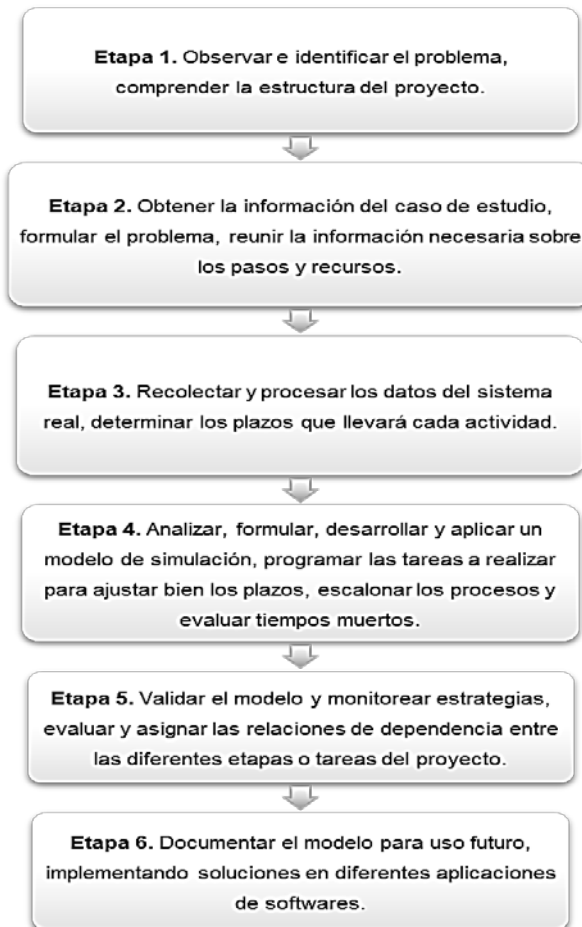 Etapa 1. Observar e identificar el problema,
comprender la estructura del proyecto.
Etapa 2. Obtener la información del caso de estudio,
formular el problema, reunir la información necesaria sobre
los pasos y recursos.
Etapa 3. Recolectar y procesar los datos del sistema
real, determinar los plazos que llevará cada actividad.
Etapa 4. Analizar, formular, desarrollar y aplicar un
modelo de simulación, programar las tareas a realizar
para ajustar bien los plazos, escalonar los procesos y
evaluar tiempos muertos.
Etapa 5. Validar el modelo y monitorear estrategias,
evaluar y asignar las relaciones de dependencia entre
las diferentes etapas o tareas del proyecto.
Etapa 6. Documentar el modelo para uso futuro,
implementando soluciones en diferentes aplicaciones
de softwares.